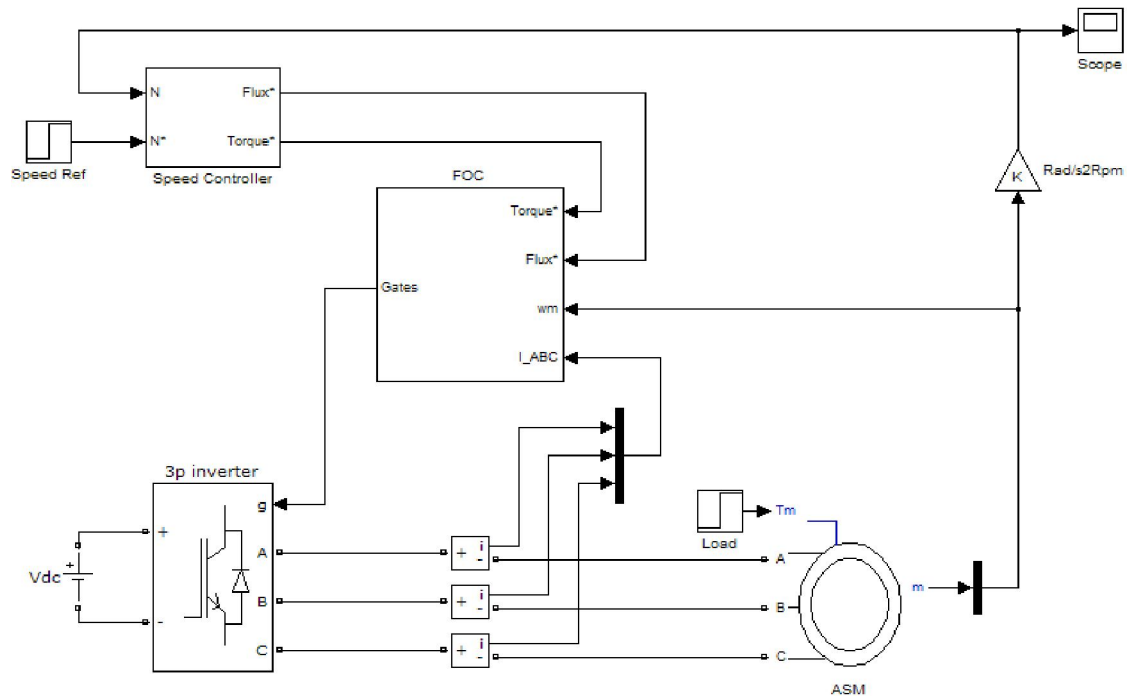 Scope
N
Flux*
N*
Torque*
Speed Ref
Speed Controller
FOC
K
Rad/s2Rpm
Torque*
Flux*
Gates
wm
I_ABC
3p inverter
g
+
A
B
-
C
Vdc
+
+
i
-
+
i
-
+
i
-
Load
Tm
A
B
C
m
ASM